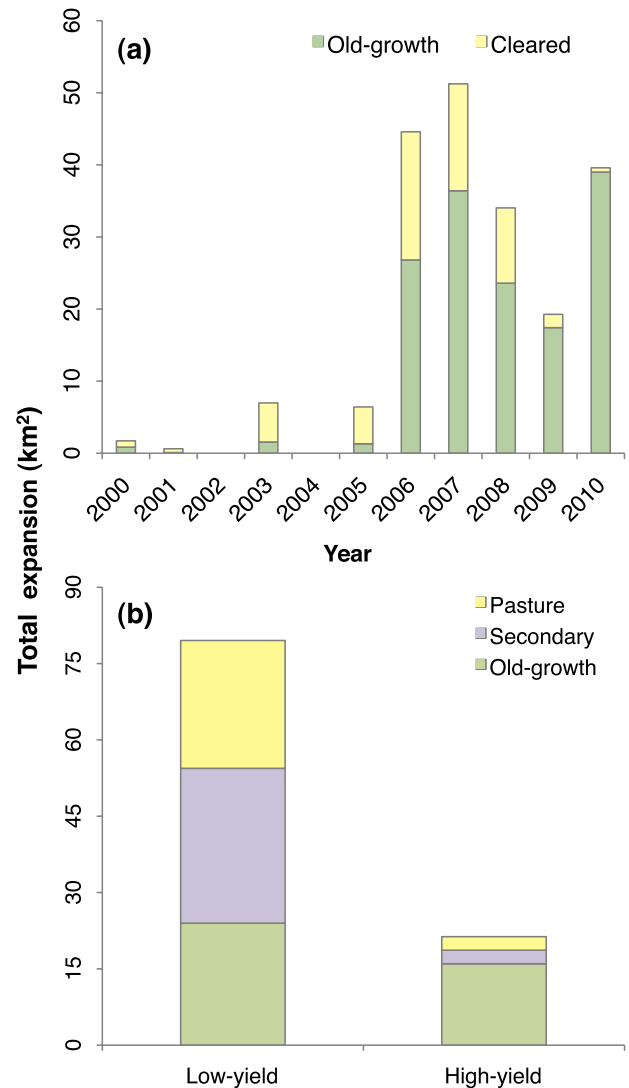 (a)
Old-growth
Cleared
60
50
40
30
20
10
0
2000
2001
2002
2003
2004
2005
2006
2007
2008
2009
2010
Year
Total expansion (km²)
(b)
Pasture
Secondary
Old-growth
90
75
60
45
30
15
0
Low-yield
High-yield